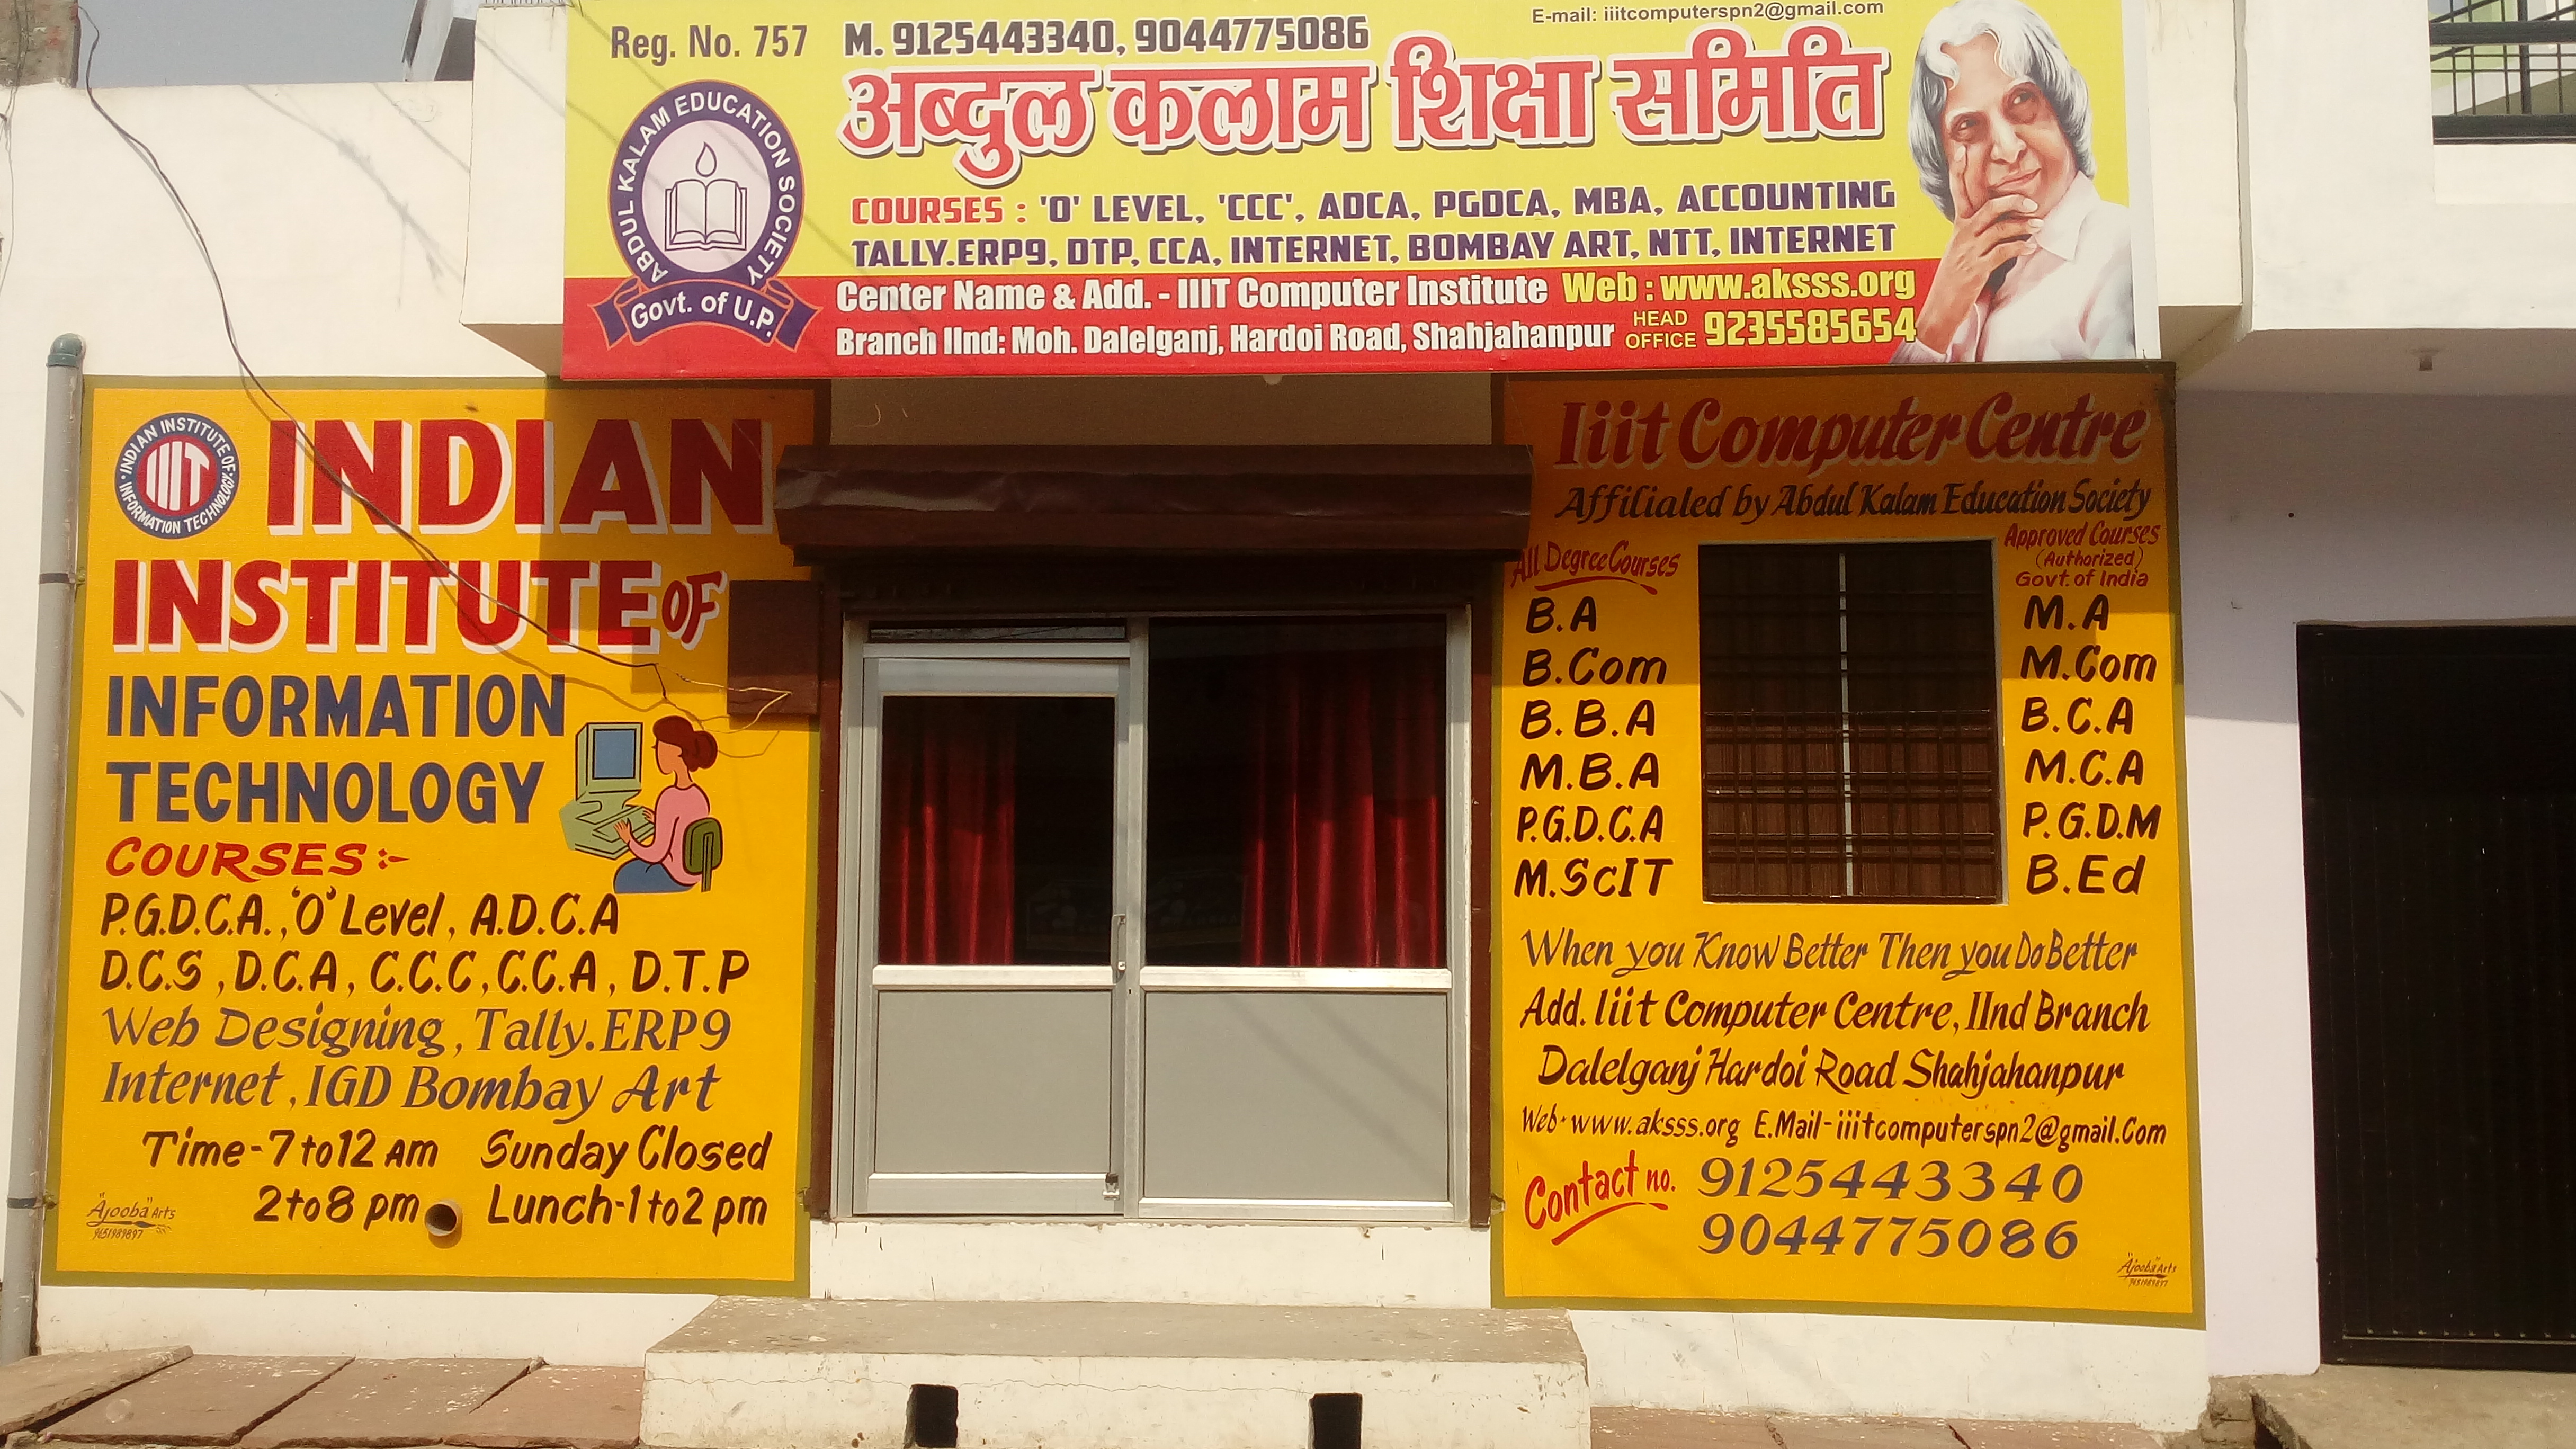 Reg. No. 757
M. 9125443340, 9044775086
E-mail: iiitcomputerspn2@gmail.com
अब्दुल कलाम शिक्षा समिति
ABDUL KALAM EDUCATION SOCIETY
Govt. of U.P.
COURSES : 'O' LEVEL, 'CCC', ADCA, PGDCA, MBA, ACCOUNTING
TALLY.ERP9, DTP, CCA, INTERNET, BOMBAY ART, NTT, INTERNET
Center Name & Add. - IIIT Computer Institute Web : www.aksss.org
Branch IInd: Moh. Dalelganj, Hardoi Road, Shahjahanpur HEAD OFFICE 9235585654
INDIAN INSTITUTE OF INFORMATION TECHNOLOGY
IIIT
INDIAN
INSTITUTE OF
INFORMATION
TECHNOLOGY
COURSES :-
P.G.D.C.A., 'O' Level, A.D.C.A
D.C.S, D.C.A, C.C.C, C.C.A, D.T.P
Web Designing, Tally.ERP9
Internet, IGD Bombay Art
Time-7 to 12 AM Sunday Closed
2 to 8 pm Lunch-1 to 2 pm
"Ajooba" Arts
9651989897
Iiit Computer Centre
Affilialed by Abdul Kalam Education Society
All Degree Courses
B.A
B.Com
B.B.A
M.B.A
P.G.D.C.A
M.ScIT
Approved Courses
(Authorized)
Govt. of India
M.A
M.Com
B.C.A
M.C.A
P.G.D.M
B.Ed
When you Know Better Then you Do Better
Add. Iiit Computer Centre, IInd Branch
Dalelganj Hardoi Road Shahjahanpur
Web-www.aksss.org E.Mail-iiitcomputerspn2@gmail.Com
Contact no. 9125443340
9044775086
"Ajooba" Arts
9651989897